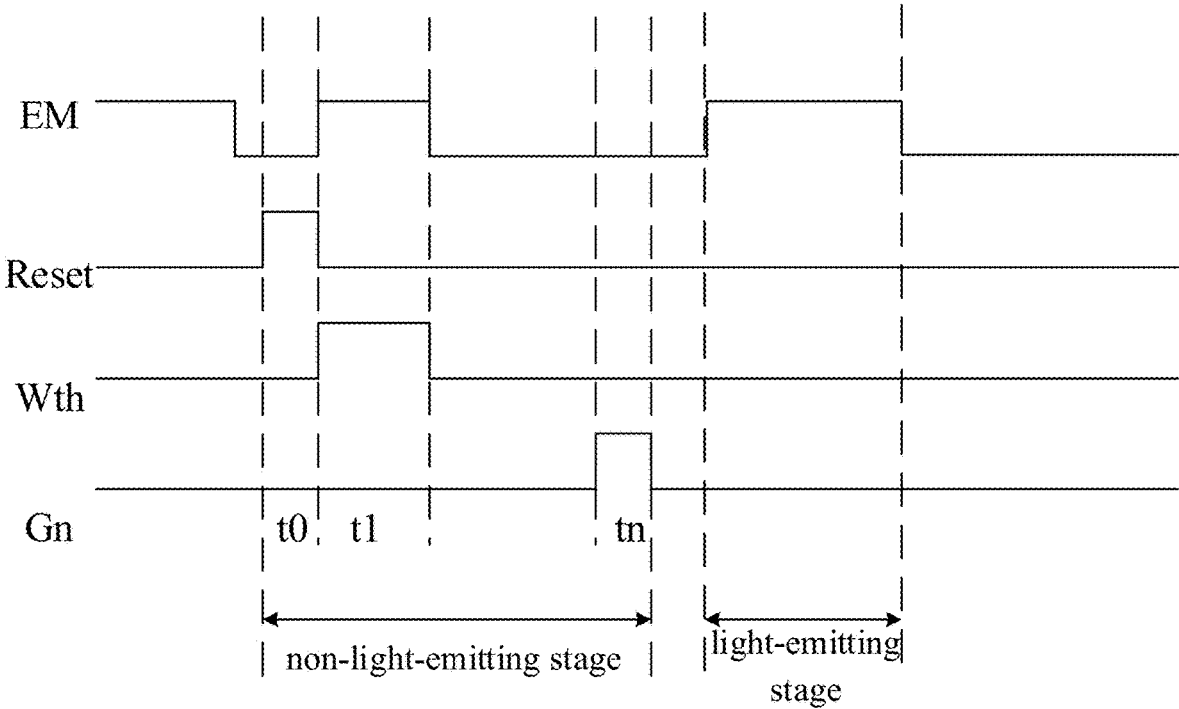 EM
Reset
Wth
Gn
t0 t1 tn
non-light-emitting stage
light-emitting
stage